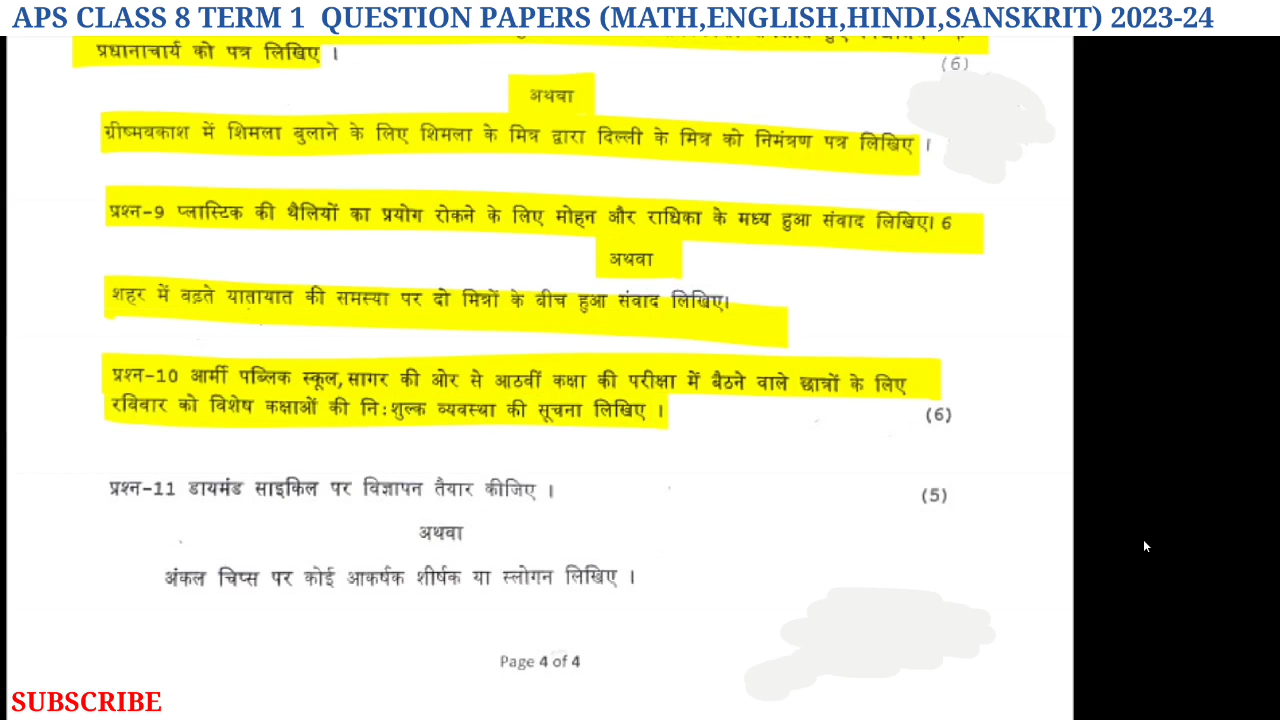 APS CLASS 8 TERM 1 QUESTION PAPERS (MATH,ENGLISH,HINDI,SANSKRIT) 2023-24
प्रधानाचार्य को पत्र लिखिए ।
(6)
अथवा
ग्रीष्मवकाश में शिमला बुलाने के लिए शिमला के मित्र द्वारा दिल्ली के मित्र को निमंत्रण पत्र लिखिए ।
प्रश्न-9 प्लास्टिक की थैलियों का प्रयोग रोकने के लिए मोहन और राधिका के मध्य हुआ संवाद लिखिए। 6
अथवा
शहर में बढ़ते यातायात की समस्या पर दो मित्रों के बीच हुआ संवाद लिखिए।
प्रश्न-10 आर्मी पब्लिक स्कूल,सागर की ओर से आठवीं कक्षा की परीक्षा में बैठने वाले छात्रों के लिए
रविवार को विशेष कक्षाओं की नि:शुल्क व्यवस्था की सूचना लिखिए ।
(6)
प्रश्न-11 डायमंड साइकिल पर विज्ञापन तैयार कीजिए । (5)
अथवा
अंकल चिप्स पर कोई आकर्षक शीर्षक या स्लोगन लिखिए ।
Page 4 of 4
SUBSCRIBE